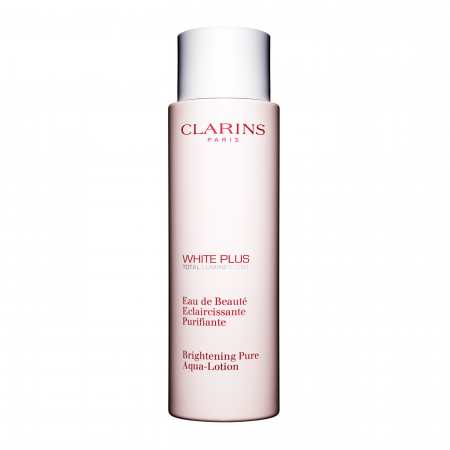 CLARINS
PARIS
WHITE PLUS
TOTAL LUMINESCENT
Eau de Beauté
Eclaircissante
Purifiante
Brightening Pure
Aqua-Lotion